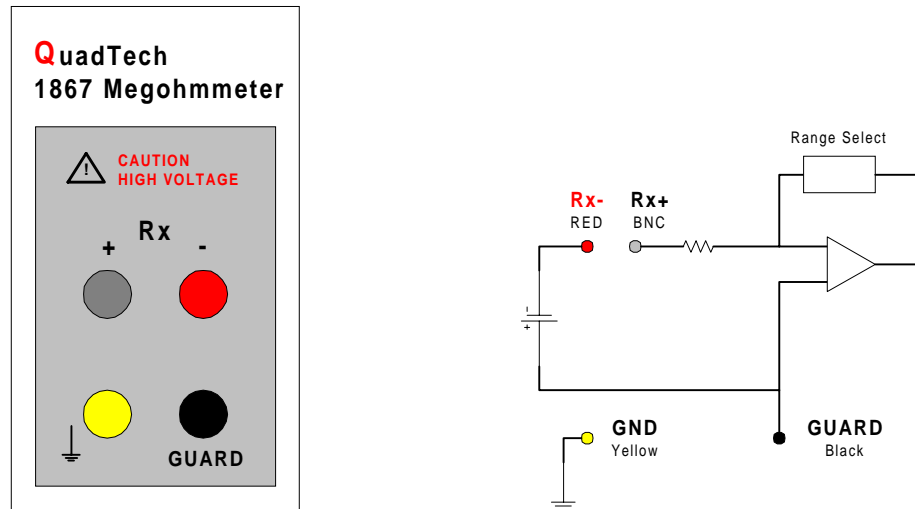 QuadTech
1867 Megohmmeter
!
CAUTION
HIGH VOLTAGE
Rx
+ -
GUARD
Range Select
Rx- Rx+
RED BNC
-
+
GND
Yellow
GUARD
Black